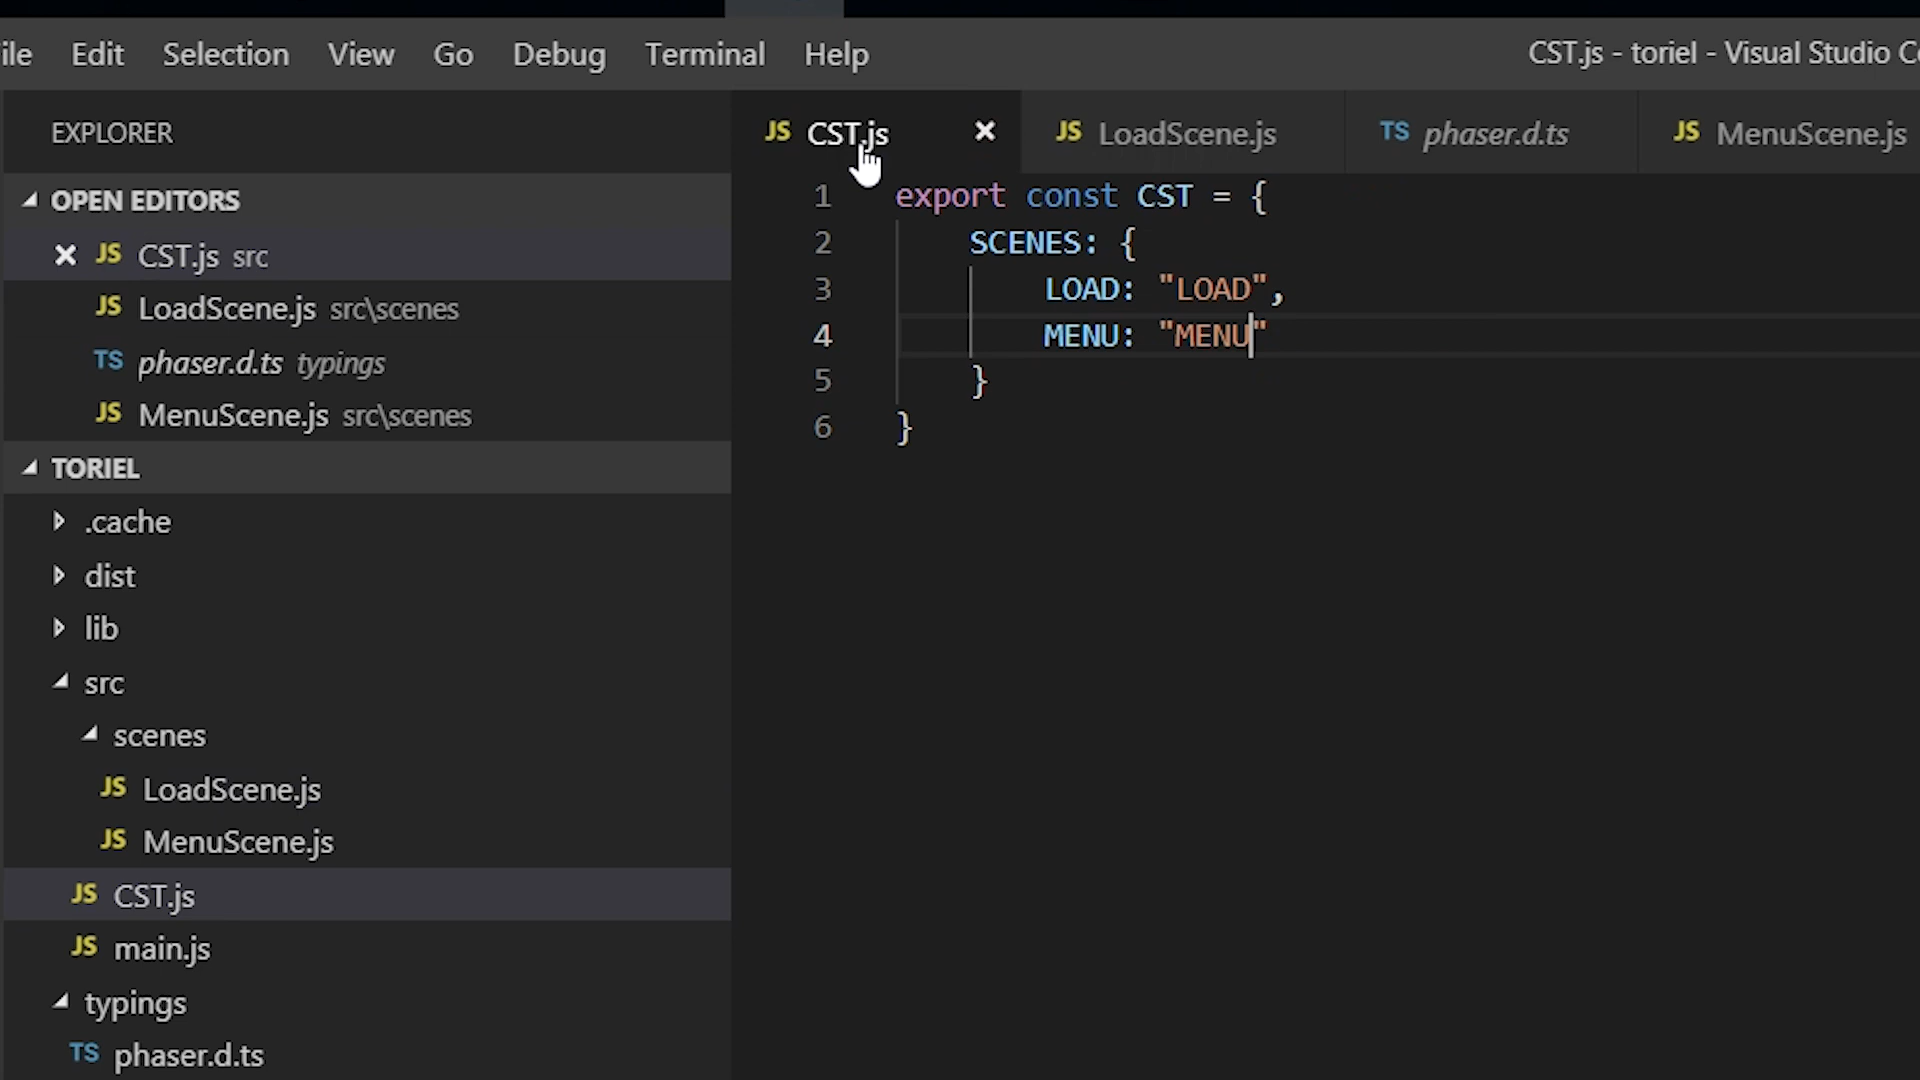 ile Edit Selection View Go Debug Terminal Help CST.js - toriel - Visual Studio Co
EXPLORER
OPEN EDITORS
JS CST.js src
JS LoadScene.js src\scenes
TS phaser.d.ts typings
JS MenuScene.js src\scenes
TORIEL
.cache
dist
lib
src
scenes
JS LoadScene.js
JS MenuScene.js
JS CST.js
JS main.js
typings
TS phaser.d.ts
JS CST.js JS LoadScene.js TS phaser.d.ts JS MenuScene.js
1 export const CST = {
2 SCENES: {
3 LOAD: "LOAD",
4 MENU: "MENU"
5 }
6 }